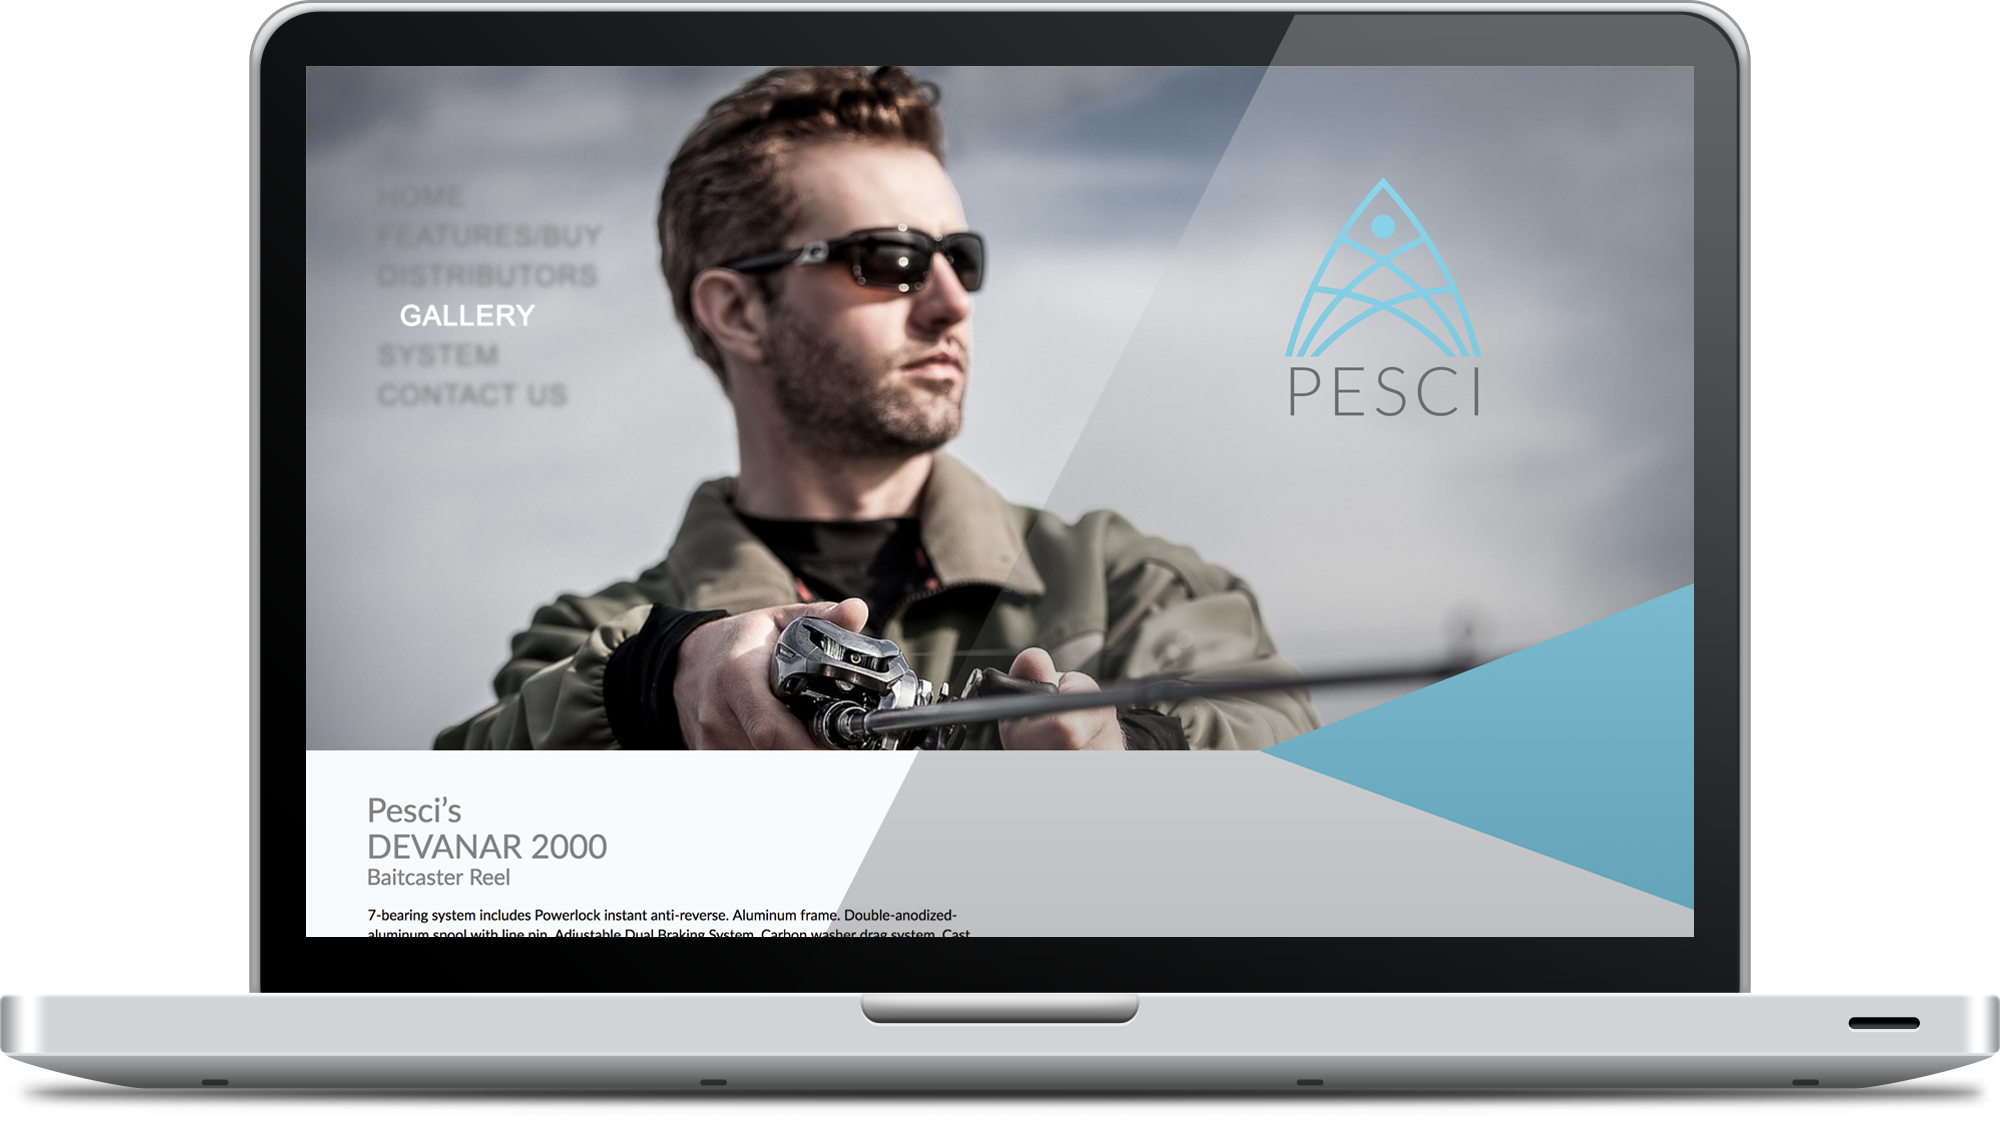 HOME
FEATURES/BUY
DISTRIBUTORS
GALLERY
SYSTEM
CONTACT US
PESCI
Pesci's
DEVANAR 2000
Baitcaster Reel
7-bearing system includes Powerlock instant anti-reverse. Aluminum frame. Double-anodized-
aluminum spool with line pin. Adjustable Dual Braking System. Carbon washer drag system. Cast